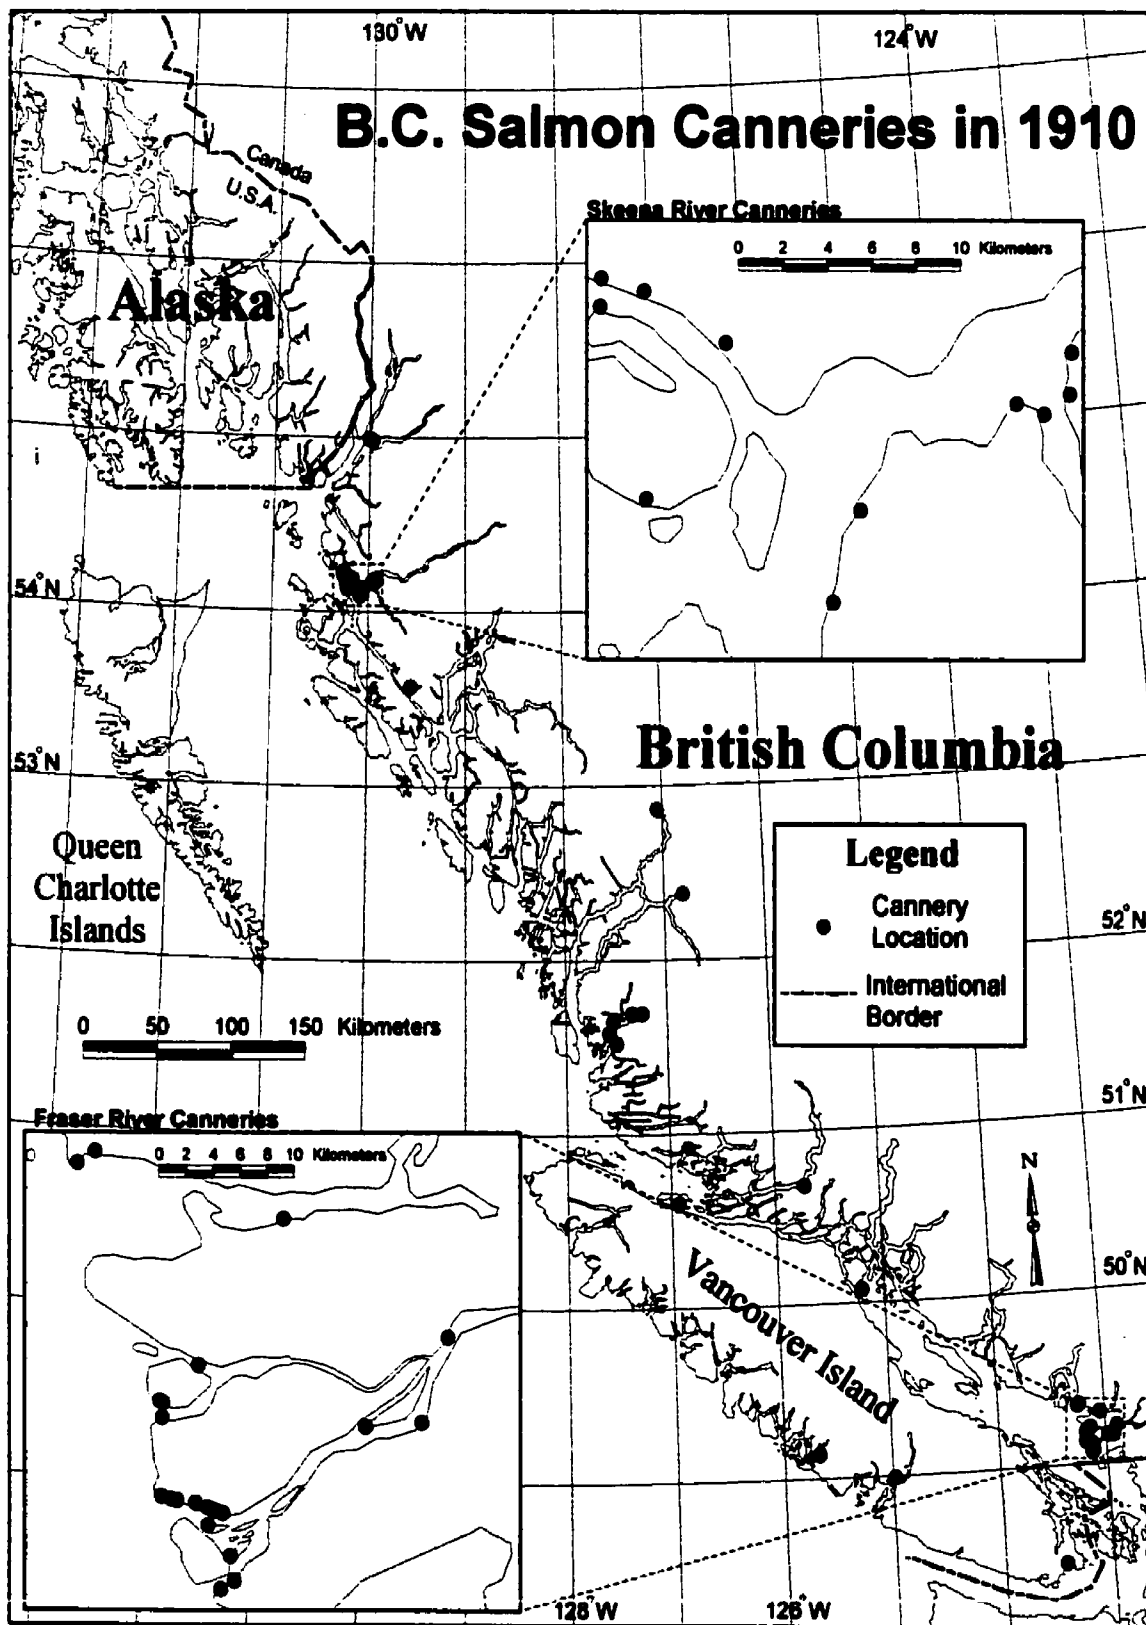 130°W
124°W
B.C. Salmon Canneries in 1910
Canada
U.S.A.
Skeena River Canneries
0 2 4 6 8 10 Kilometers
Alaska
54°N
British Columbia
53°N
Legend
Cannery
Location
International
Border
Queen
Charlotte
Islands
52°N
0 50 100 150 Kilometers
51°N
Fraser River Canneries
0 2 4 6 8 10 Kilometers
N
50°N
Vancouver Island
128°W
126°W